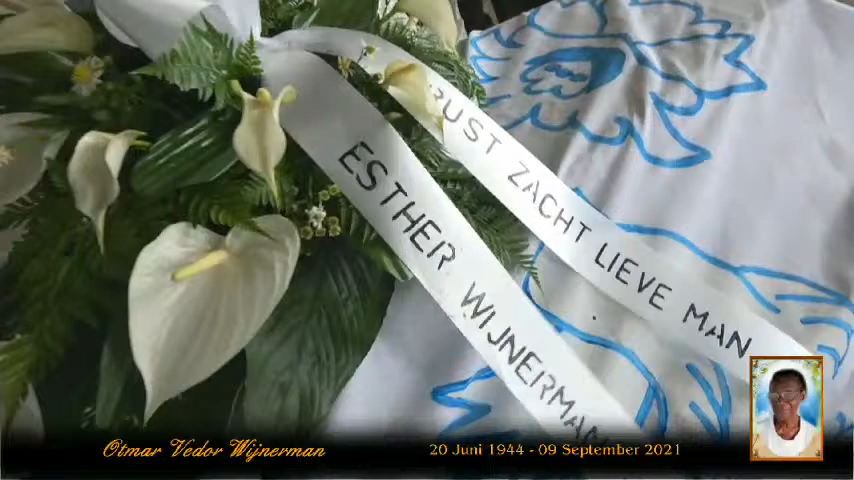 RUST ZACHT LIEVE MAN
ESTHER WIJNERMAN
Otmar Vedor Wijnerman
20 Juni 1944 - 09 September 2021